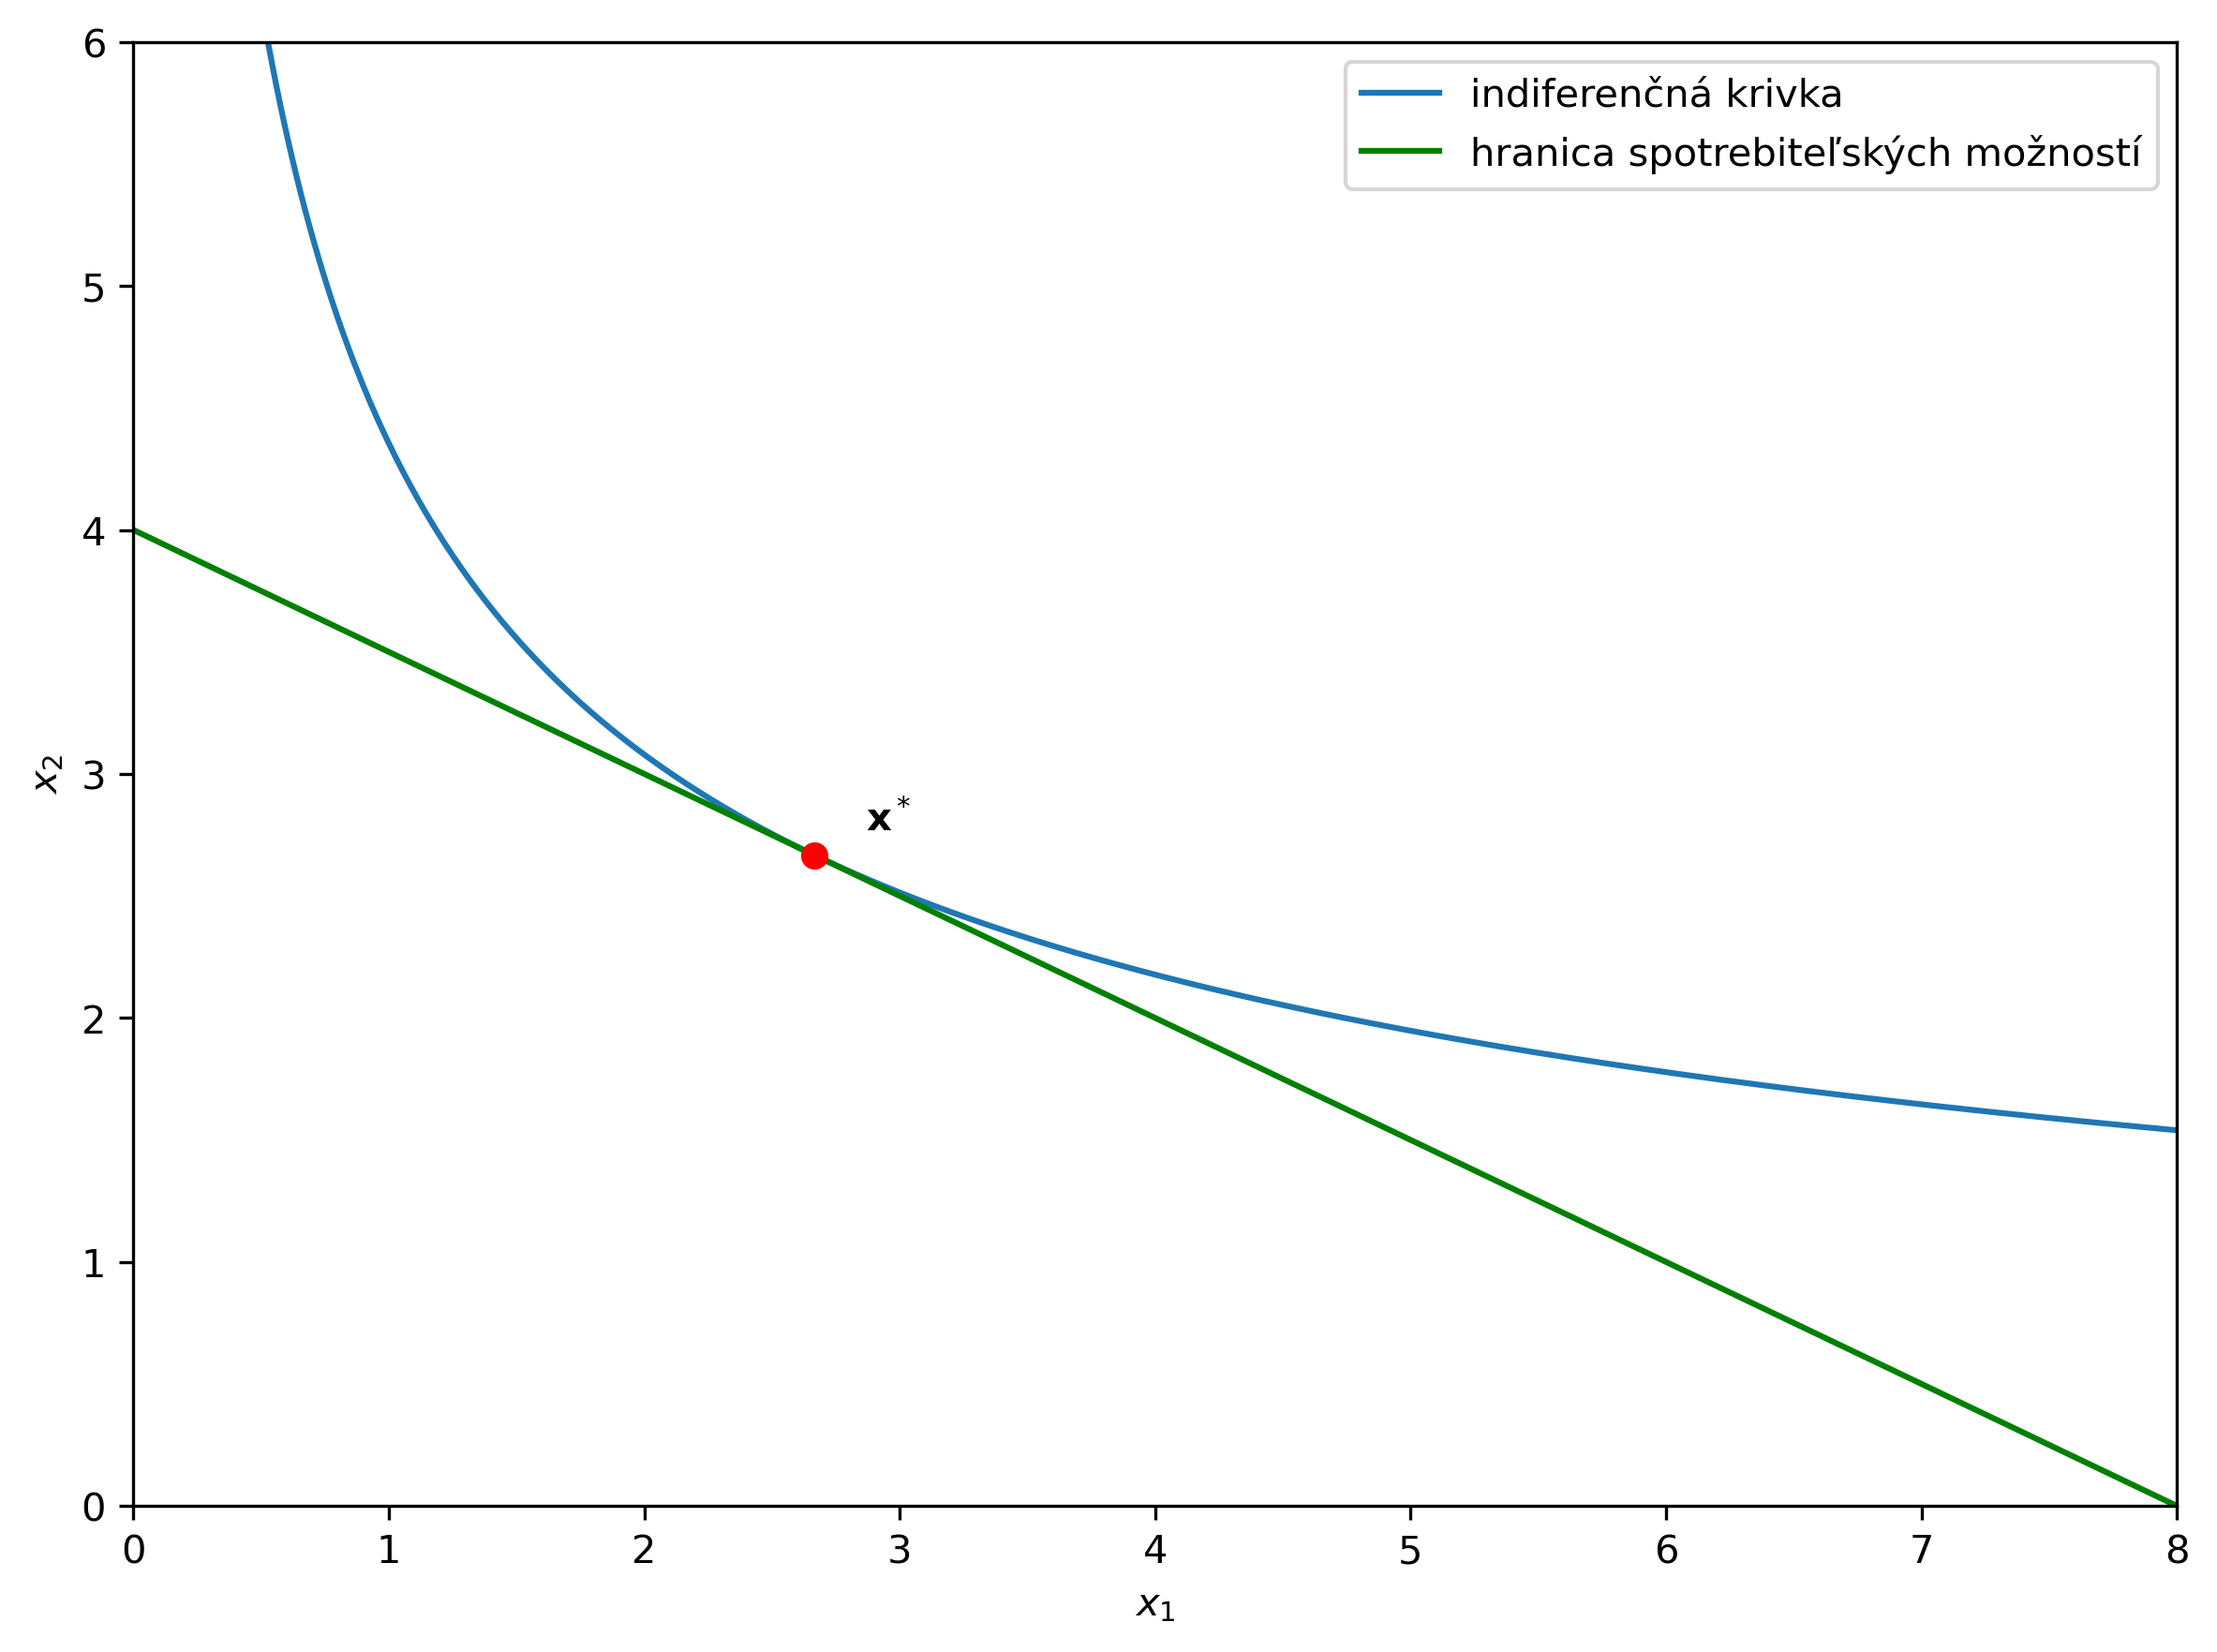 6
5
4
3
2
1
0
x₂
indiferenčná krivka
hranica spotrebiteľských možností
x*
0 1 2 3 4 5 6 7 8
x₁